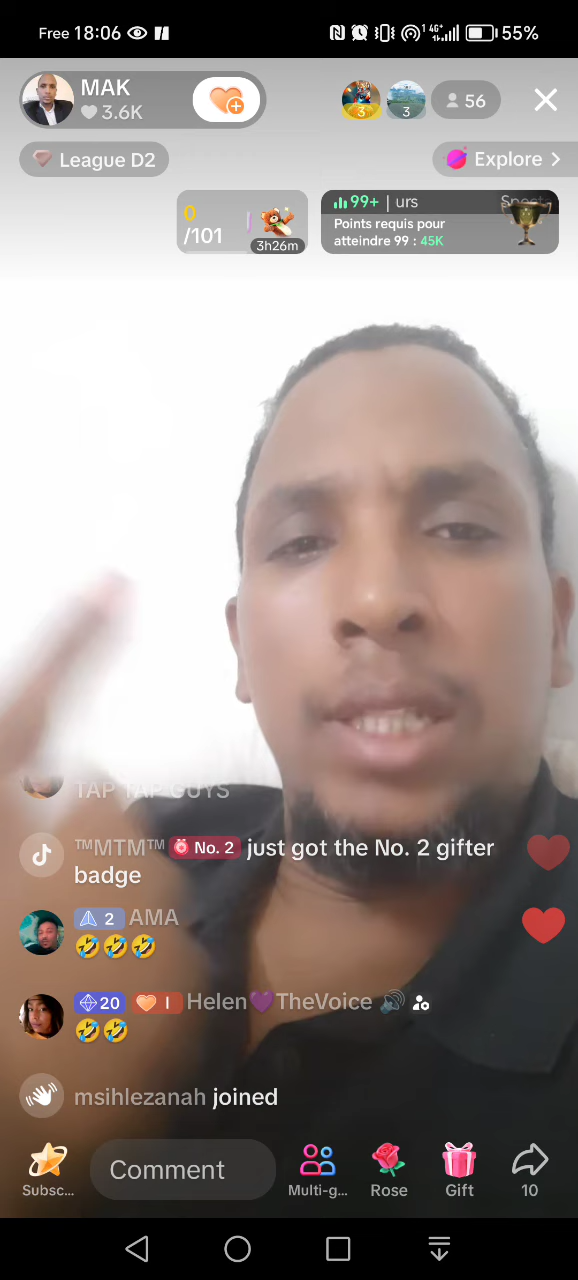 Free 18:06 55%
MAK
3.6K
3
3
56
League D2
Explore
0
/101
3h26m
99+ | urs
Points requis pour
atteindre 99 : 45K
TAP TAP GUYS
™MTM™ No. 2 just got the No. 2 gifter
badge
2 AMA
🤣🤣🤣
20 I Helen💜TheVoice 🔊
🤣🤣
msihlezanah joined
Subsc...
Comment
Multi-g...
Rose
Gift
10